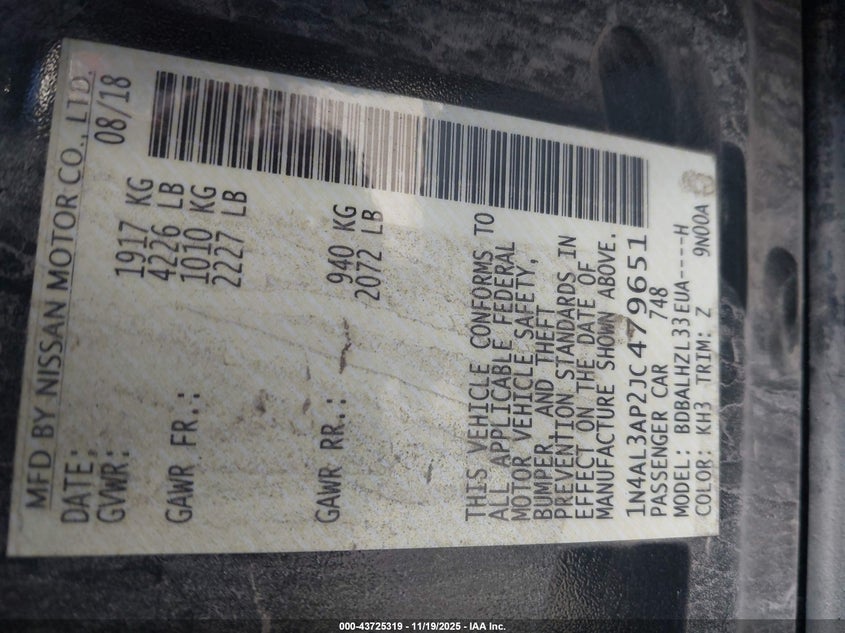 MFD BY NISSAN MOTOR CO., LTD.
DATE: 08/18
GVWR: 1917 KG
4226 LB
GAWR FR.: 1010 KG
2227 LB
GAWR RR.: 940 KG
2072 LB
THIS VEHICLE CONFORMS TO
ALL APPLICABLE FEDERAL
MOTOR VEHICLE SAFETY,
BUMPER AND THEFT
PREVENTION STANDARDS IN
EFFECT ON THE DATE OF
MANUFACTURE SHOWN ABOVE.
1N4AL3AP2JC479651
PASSENGER CAR 748
MODEL: BDBALHZL33EUA----H
COLOR: KH3 TRIM: Z 9N00A
000-43725319 - 11/19/2025 - IAA Inc.